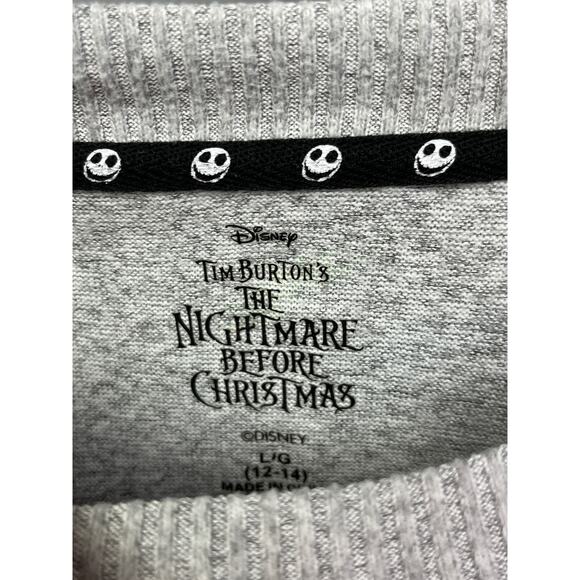 Disney
TIM BURTON'S
THE
NIGHTMARE
BEFORE
CHRISTMAS
©DISNEY
L/G
(12-14)
MADE IN